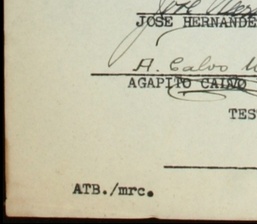 JOSE HERNANDE
A. Calvo
AGAPITO CALVO
TES
ATB./mrc.